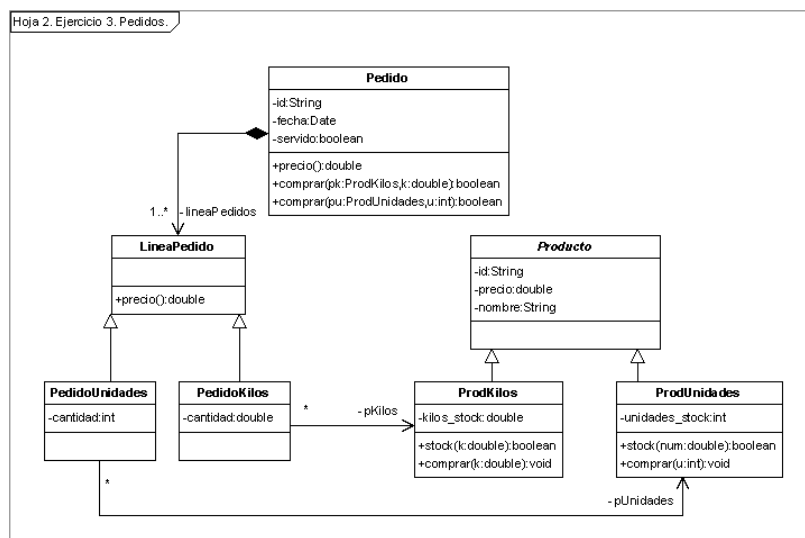 Hoja 2. Ejercicio 3. Pedidos.
Pedido
-id:String
-fecha:Date
-servido:boolean
+precio():double
+comprar(pk:ProdKilos,k:double):boolean
+comprar(pu:ProdUnidades,u:int):boolean
1..*
-lineaPedidos
LineaPedido
+precio():double
Producto
-id:String
-precio:double
-nombre:String
PedidoUnidades
-cantidad:int
PedidoKilos
-cantidad:double
*
-pKilos
ProdKilos
-kilos_stock:double
+stock(k:double):boolean
+comprar(k:double):void
ProdUnidades
-unidades_stock:int
+stock(num:double):boolean
+comprar(u:int):void
*
-pUnidades